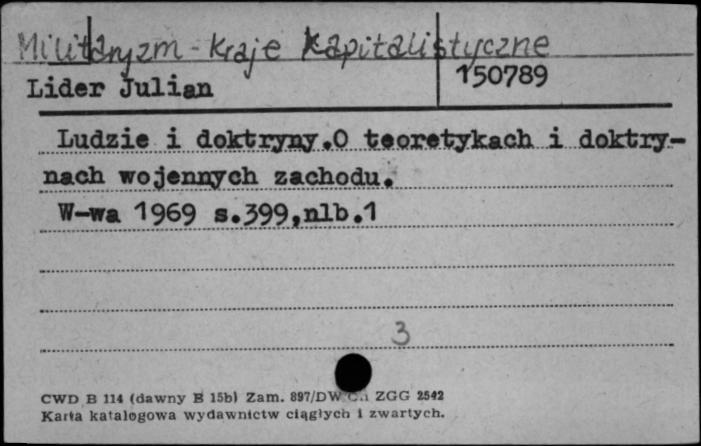 Militaryzm - Kraje kapitalistyczne
Lider Julian
150789
Ludzie i doktryny.O teoretykach i doktry-
nach wojennych zachodu.
W-wa 1969 s.399,nlb.1
3
CWD B 114 (dawny B 15b) Zam. 897/DW ZGG 2542
Karta katalogowa wydawnictw ciągłych i zwartych.